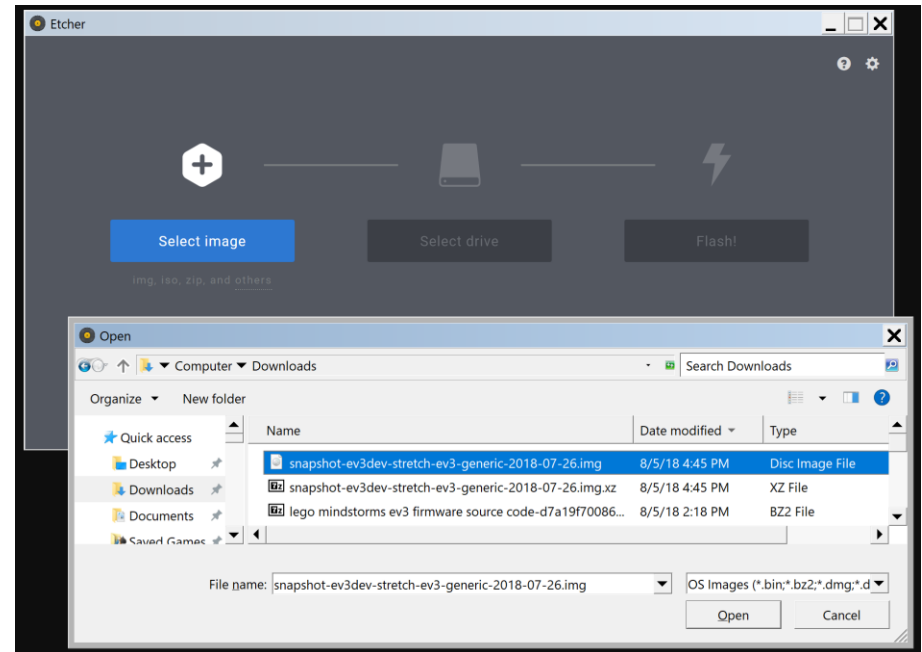 Etcher
Select image
Select drive
Flash!
img, iso, zip, and others
Open
Computer Downloads
Search Downloads
Organize New folder
Quick access
Desktop
Downloads
Documents
Saved Games
Name Date modified Type
snapshot-ev3dev-stretch-ev3-generic-2018-07-26.img 8/5/18 4:45 PM Disc Image File
snapshot-ev3dev-stretch-ev3-generic-2018-07-26.img.xz 8/5/18 4:45 PM XZ File
lego mindstorms ev3 firmware source code-d7a19f70086... 8/5/18 2:18 PM BZ2 File
File name: snapshot-ev3dev-stretch-ev3-generic-2018-07-26.img OS Images (*.bin;*.bz2;*.dmg;*.d
Open Cancel